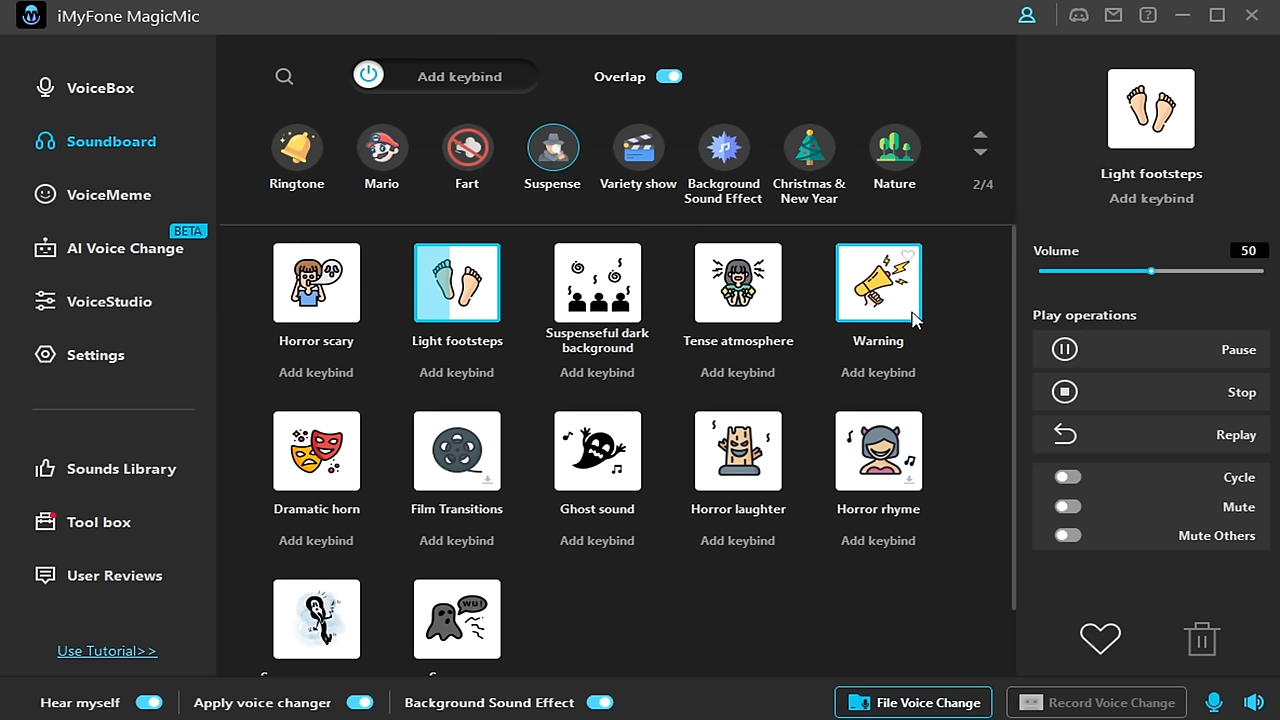 iMyFone MagicMic
VoiceBox
Soundboard
VoiceMeme
BETA
AI Voice Change
VoiceStudio
Settings
Sounds Library
Tool box
User Reviews
Use Tutorial>>
Add keybind
Overlap
Ringtone
Mario
Fart
Suspense
Variety show
Background
Sound Effect
Christmas &
New Year
Nature
2/4
Horror scary
Add keybind
Light footsteps
Add keybind
Suspenseful dark
background
Add keybind
Tense atmosphere
Add keybind
Warning
Add keybind
Dramatic horn
Add keybind
Film Transitions
Add keybind
Ghost sound
Add keybind
Horror laughter
Add keybind
Horror rhyme
Add keybind
WU!
Light footsteps
Add keybind
Volume
50
Play operations
Pause
Stop
Replay
Cycle
Mute
Mute Others
Hear myself
Apply voice changer
Background Sound Effect
File Voice Change
Record Voice Change